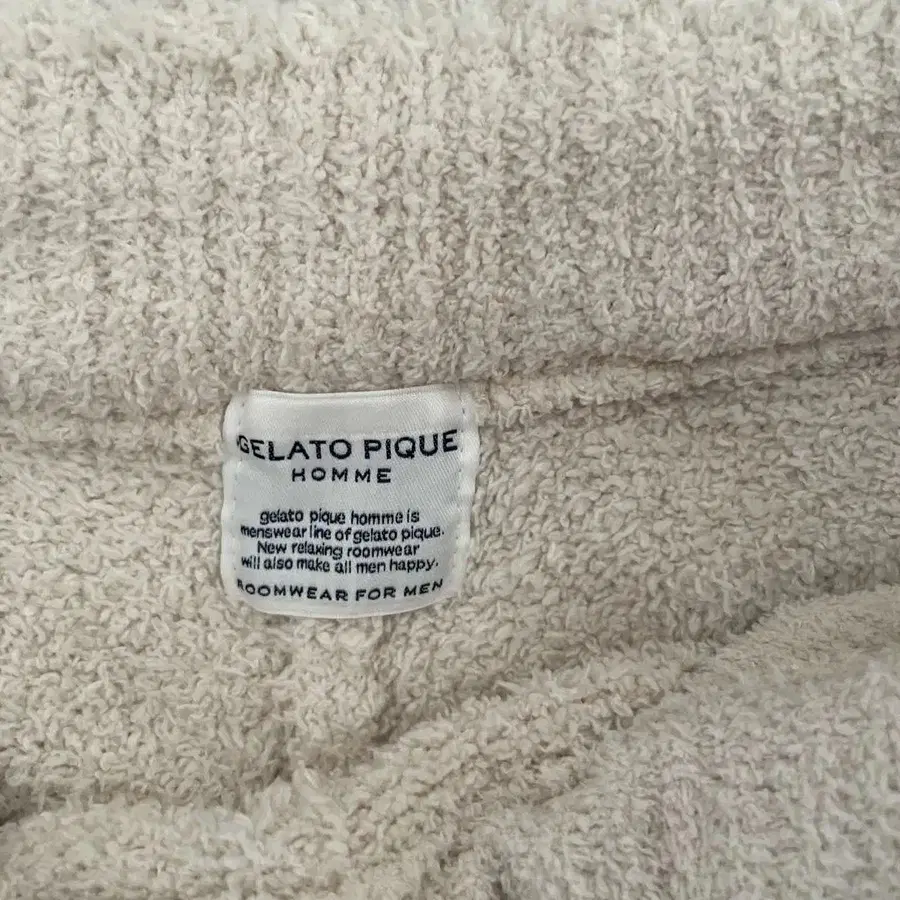 GELATO PIQUE
HOMME
gelato pique homme is
menswear line of gelato pique.
New relaxing roomwear
will also make all men happy.
ROOMWEAR FOR MEN